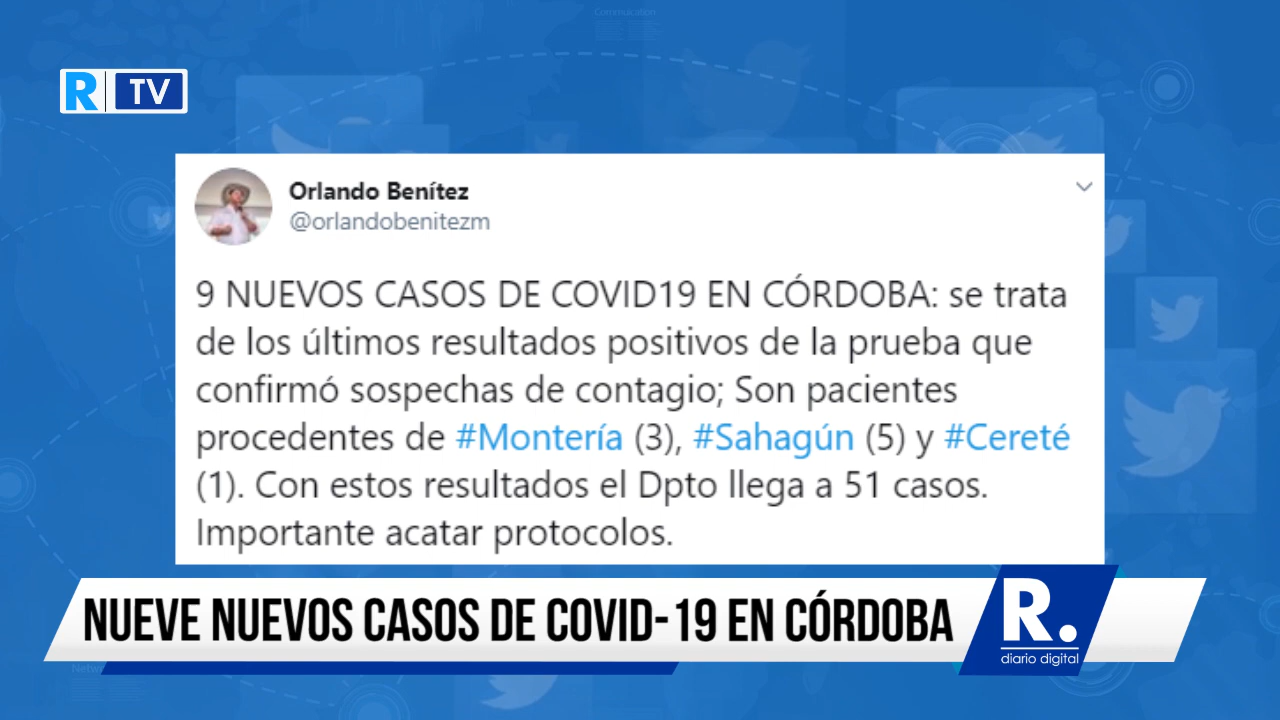 Communication
R TV
Orlando Benítez
@orlandobenitezm
9 NUEVOS CASOS DE COVID19 EN CÓRDOBA: se trata
de los últimos resultados positivos de la prueba que
confirmó sospechas de contagio; Son pacientes
procedentes de #Montería (3), #Sahagún (5) y #Cereté
(1). Con estos resultados el Dpto llega a 51 casos.
Importante acatar protocolos.
NUEVE NUEVOS CASOS DE COVID-19 EN CÓRDOBA
R.
diario digital